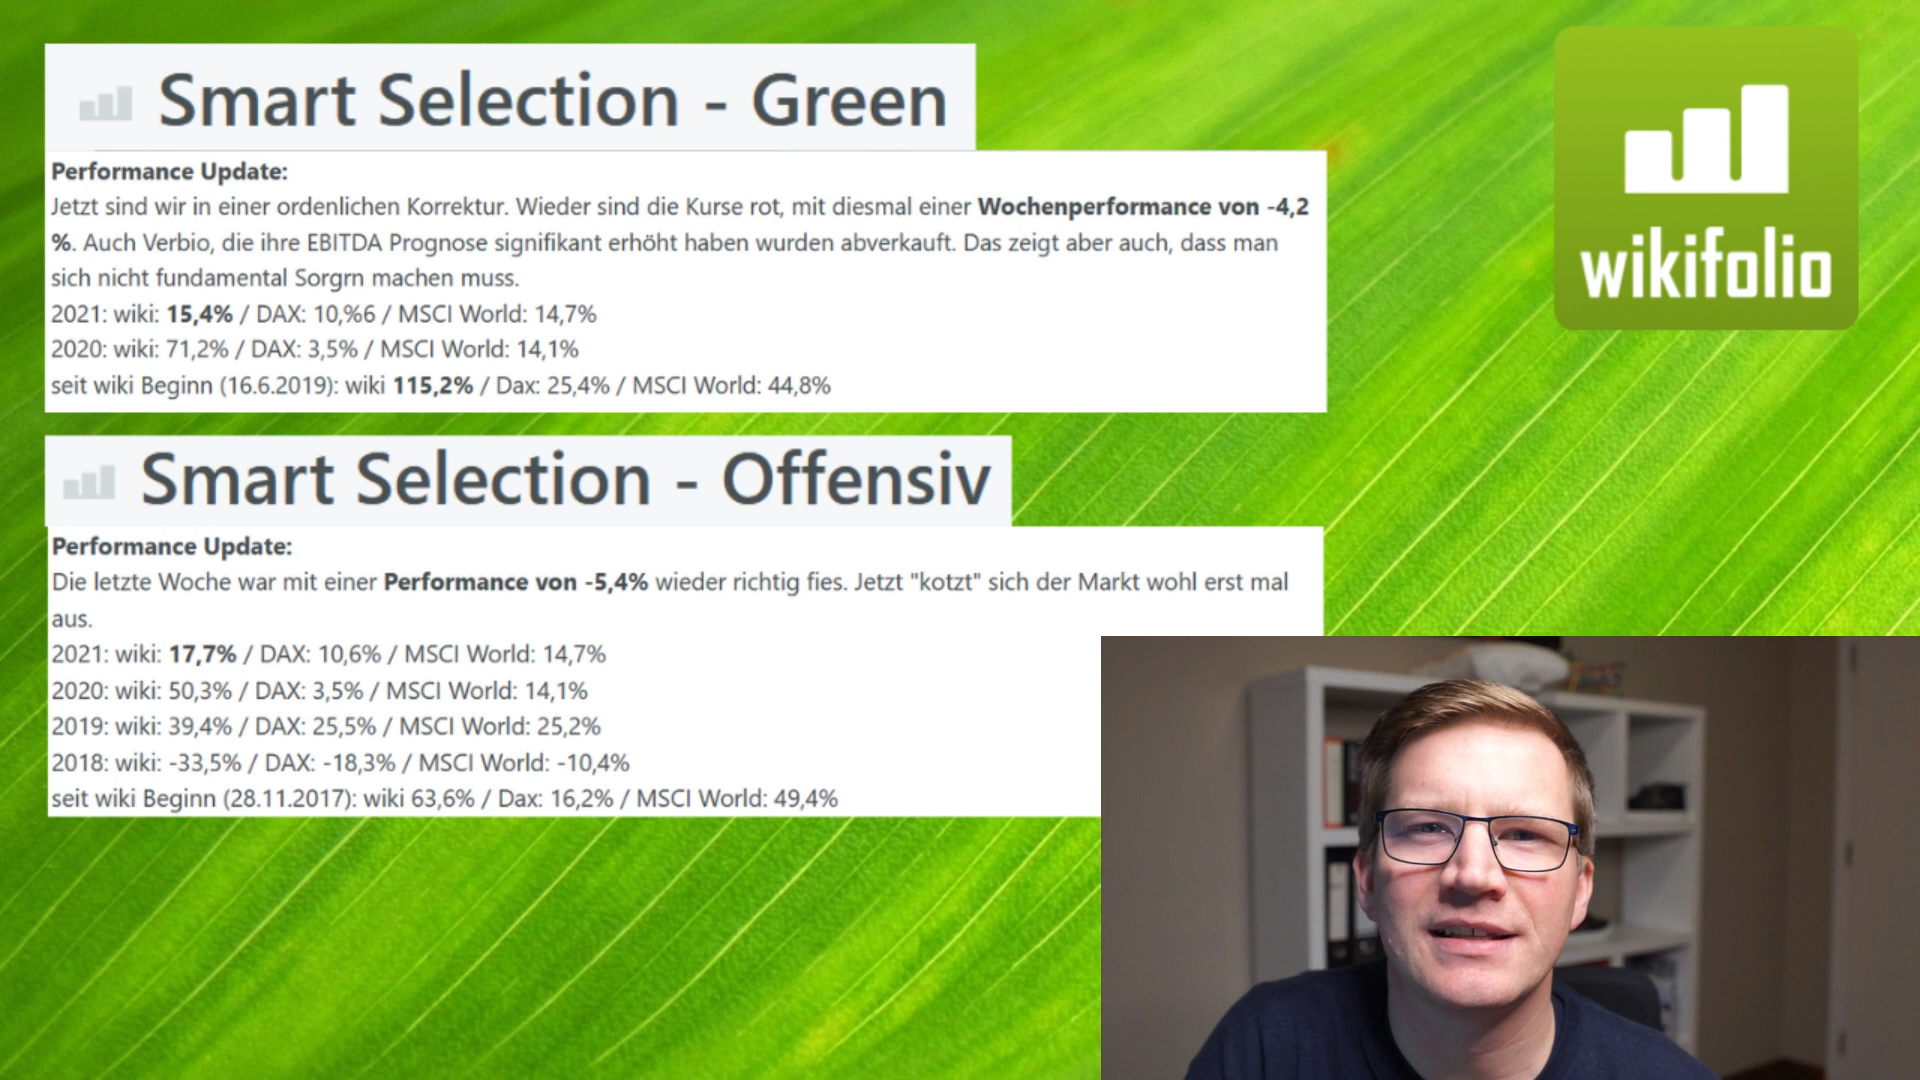 Smart Selection - Green
Performance Update:
Jetzt sind wir in einer ordenlichen Korrektur. Wieder sind die Kurse rot, mit diesmal einer Wochenperformance von -4,2
%. Auch Verbio, die ihre EBITDA Prognose signifikant erhöht haben wurden abverkauft. Das zeigt aber auch, dass man
sich nicht fundamental Sorgrn machen muss.
2021: wiki: 15,4% / DAX: 10,%6 / MSCI World: 14,7%
2020: wiki: 71,2% / DAX: 3,5% / MSCI World: 14,1%
seit wiki Beginn (16.6.2019): wiki 115,2% / Dax: 25,4% / MSCI World: 44,8%
wikifolio
Smart Selection - Offensiv
Performance Update:
Die letzte Woche war mit einer Performance von -5,4% wieder richtig fies. Jetzt "kotzt" sich der Markt wohl erst mal
aus.
2021: wiki: 17,7% / DAX: 10,6% / MSCI World: 14,7%
2020: wiki: 50,3% / DAX: 3,5% / MSCI World: 14,1%
2019: wiki: 39,4% / DAX: 25,5% / MSCI World: 25,2%
2018: wiki: -33,5% / DAX: -18,3% / MSCI World: -10,4%
seit wiki Beginn (28.11.2017): wiki 63,6% / Dax: 16,2% / MSCI World: 49,4%